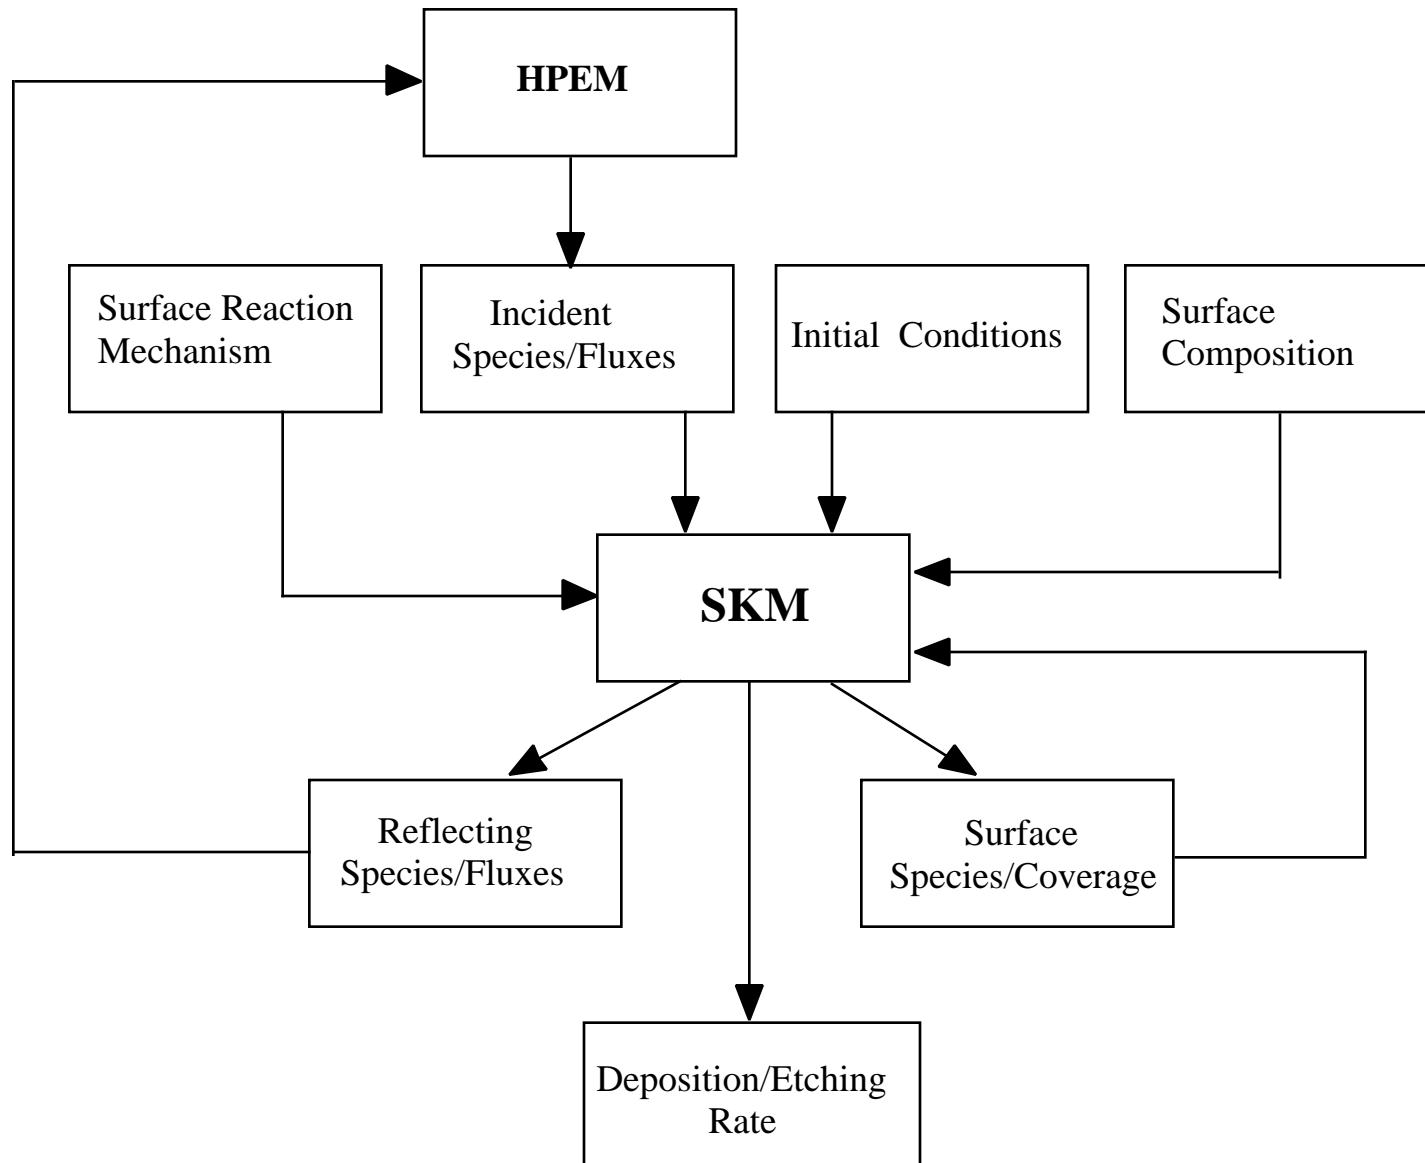 HPEM
Surface Reaction
Mechanism
Incident
Species/Fluxes
Initial Conditions
Surface
Composition
SKM
Reflecting
Species/Fluxes
Surface
Species/Coverage
Deposition/Etching
Rate